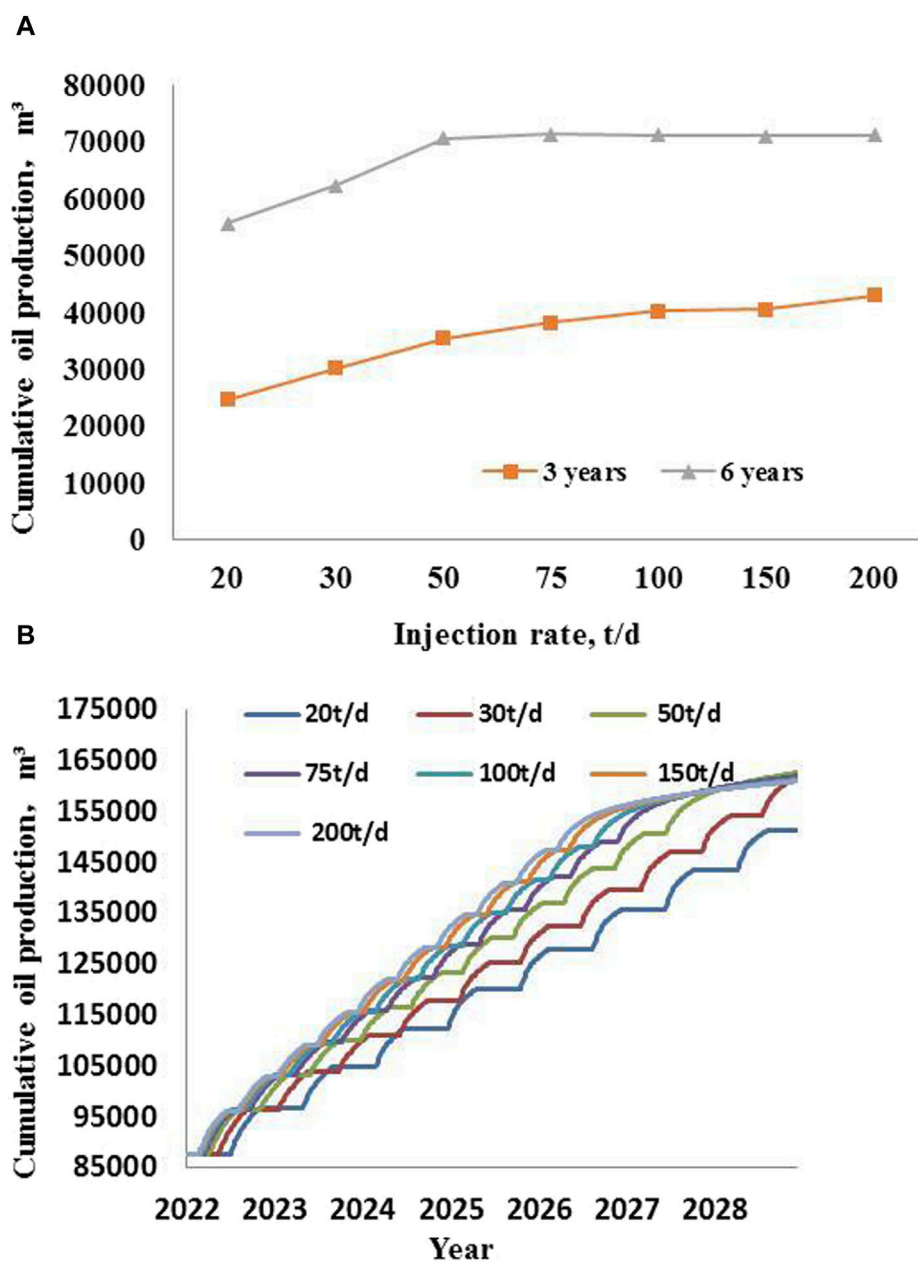 A
80000
70000
60000
50000
40000
30000
20000
10000
0
Cumulative oil production, m³
3 years 6 years
20 30 50 75 100 150 200
Injection rate, t/d
B
175000
165000
155000
145000
135000
125000
115000
105000
95000
85000
Cumulative oil production, m³
20t/d 30t/d 50t/d
75t/d 100t/d 150t/d
200t/d
2022 2023 2024 2025 2026 2027 2028
Year